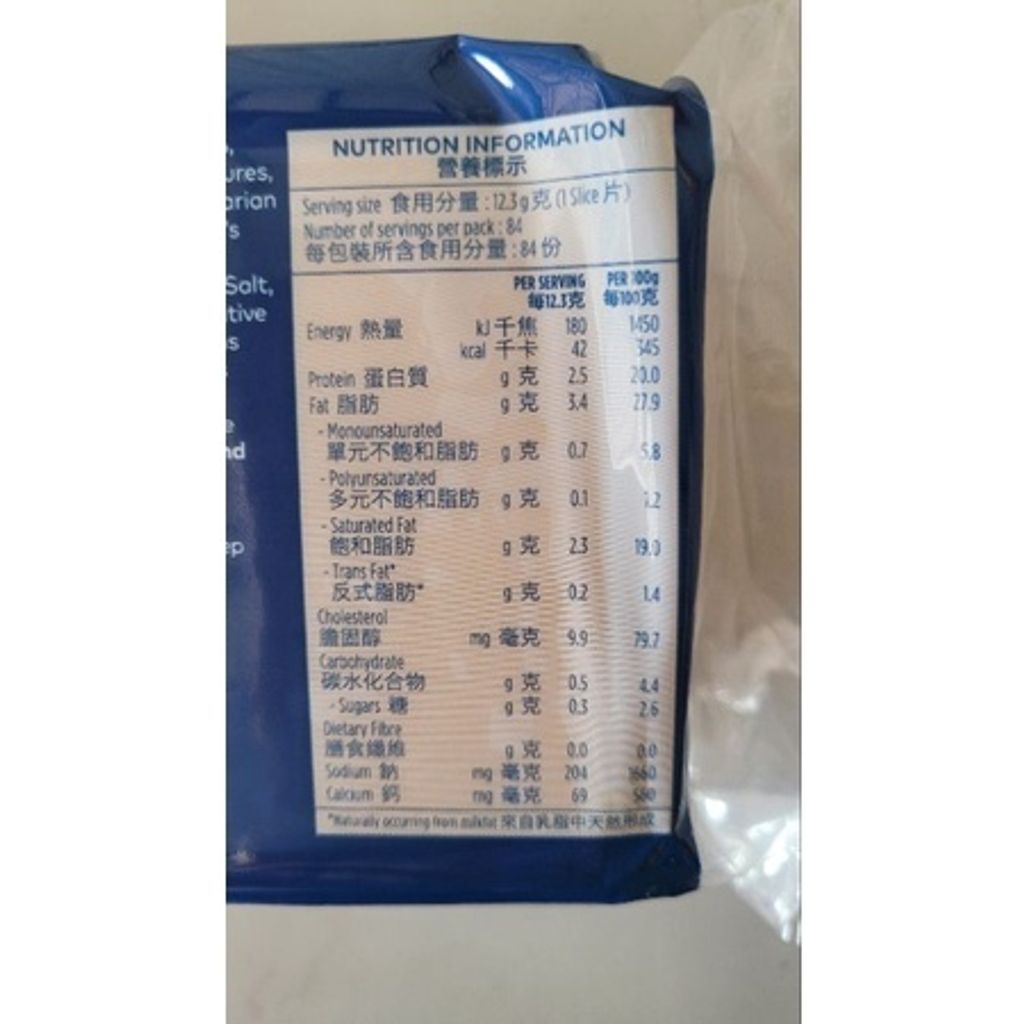 ures,
arian
's
Salt,
tive
NUTRITION INFORMATION
營養標示
Serving size 食用分量 : 12.3 g 克 (1 Slice 片)
Number of servings per pack : 84
每包裝所含食用分量 : 84 份
PER SERVING PER 100g
每12.3克 每100克
Energy 熱量 kJ 千焦 180 1450
kcal 千卡 42 345
Protein 蛋白質 g 克 2.5 20.0
Fat 脂肪 g 克 3.4 27.9
- Monounsaturated
單元不飽和脂肪 g 克 0.7 5.8
- Polyunsaturated
多元不飽和脂肪 g 克 0.1 1.2
- Saturated Fat
飽和脂肪 g 克 2.3 19.0
- Trans Fat*
反式脂肪* g 克 0.2 1.4
Cholesterol
膽固醇 mg 毫克 9.9 79.7
Carbohydrate
碳水化合物 g 克 0.5 4.4
- Sugars 糖 g 克 0.3 2.6
Dietary Fibre
膳食纖維 g 克 0.0 0.0
Sodium 鈉 mg 毫克 204 1660
Calcium 鈣 mg 毫克 69 560
*Naturally occurring from milkfat 來自乳脂中天然形成